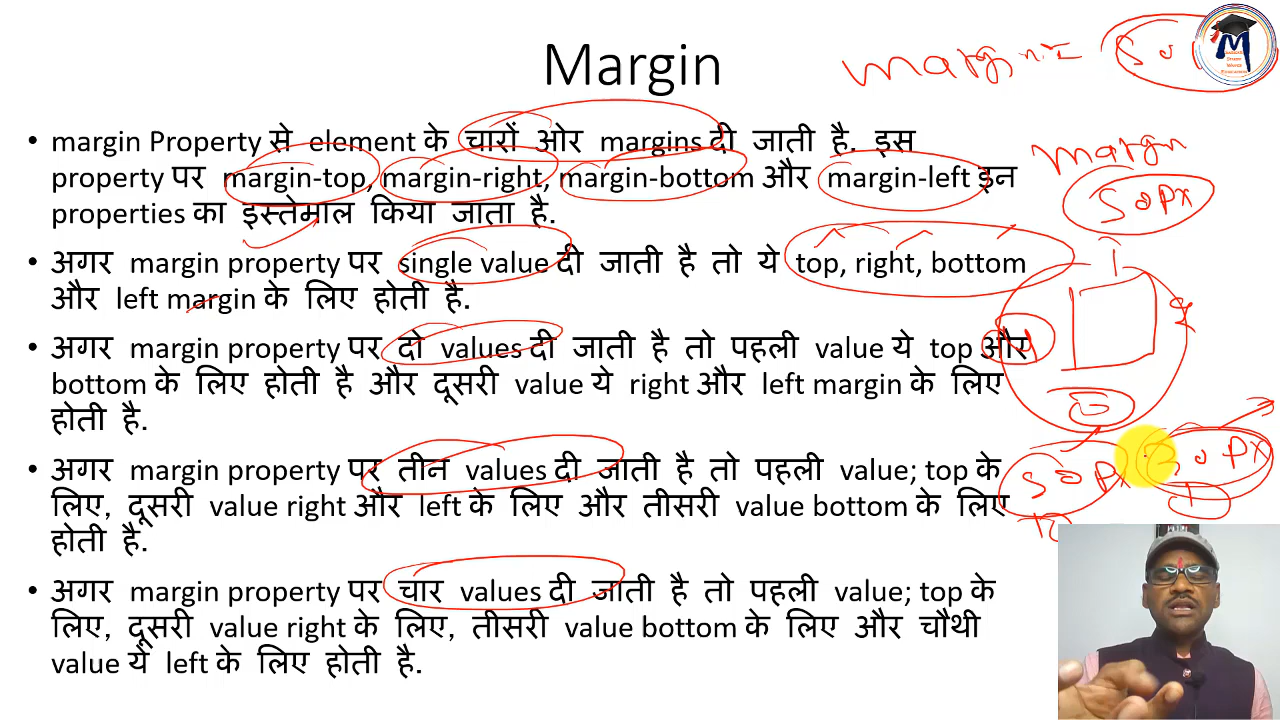 Margin
margin:
• margin Property से element के चारों ओर margins दी जाती है. इस
property पर margin-top, margin-right, margin-bottom और margin-left इन
properties का इस्तेमाल किया जाता है.
margin
50px
• अगर margin property पर single value दी जाती है तो ये top, right, bottom
और left margin के लिए होती है.
• अगर margin property पर दो values दी जाती है तो पहली value ये top और
bottom के लिए होती है और दूसरी value ये right और left margin के लिए
होती है.
50px
• अगर margin property पर तीन values दी जाती है तो पहली value; top के
लिए, दूसरी value right और left के लिए और तीसरी value bottom के लिए
होती है.
• अगर margin property पर चार values दी जाती है तो पहली value; top के
लिए, दूसरी value right के लिए, तीसरी value bottom के लिए और चौथी
value ये left के लिए होती है.